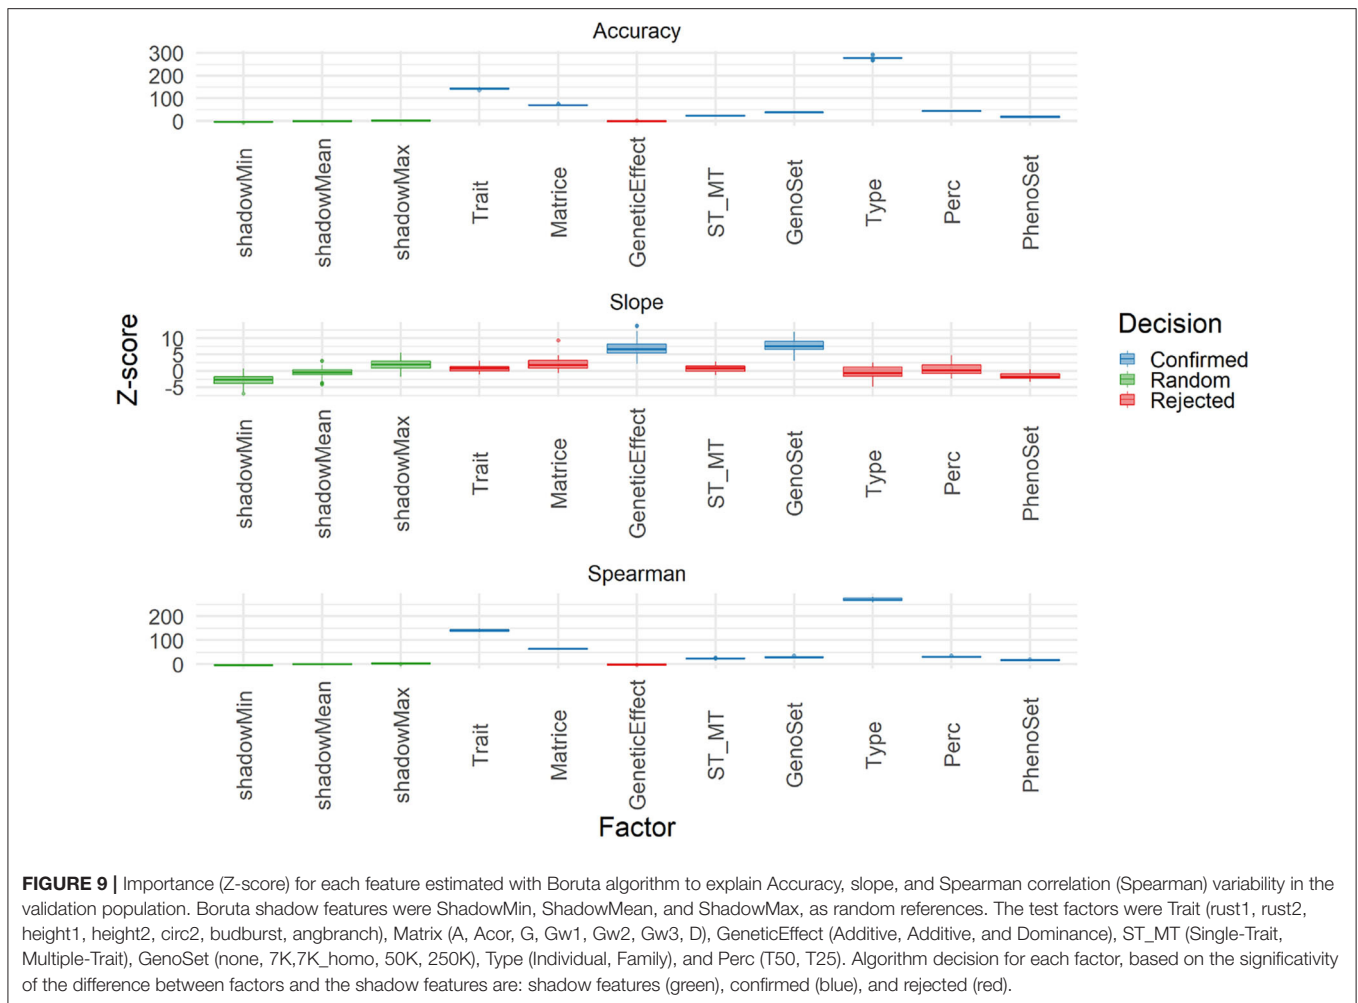 Accuracy
300
200
100
0
shadowMin
shadowMean
shadowMax
Trait
Matrice
GeneticEffect
ST_MT
GenoSet
Type
Perc
PhenoSet
Slope
Z-score
10
5
0
-5
shadowMin
shadowMean
shadowMax
Trait
Matrice
GeneticEffect
ST_MT
GenoSet
Type
Perc
PhenoSet
Decision
Confirmed
Random
Rejected
Spearman
200
100
0
shadowMin
shadowMean
shadowMax
Trait
Matrice
GeneticEffect
ST_MT
GenoSet
Type
Perc
PhenoSet
Factor
FIGURE 9 | Importance (Z-score) for each feature estimated with Boruta algorithm to explain Accuracy, slope, and Spearman correlation (Spearman) variability in the
validation population. Boruta shadow features were ShadowMin, ShadowMean, and ShadowMax, as random references. The test factors were Trait (rust1, rust2,
height1, height2, circ2, budburst, angbranch), Matrix (A, Acor, G, Gw1, Gw2, Gw3, D), GeneticEffect (Additive, Additive, and Dominance), ST_MT (Single-Trait,
Multiple-Trait), GenoSet (none, 7K,7K_homo, 50K, 250K), Type (Individual, Family), and Perc (T50, T25). Algorithm decision for each factor, based on the significativity
of the difference between factors and the shadow features are: shadow features (green), confirmed (blue), and rejected (red).